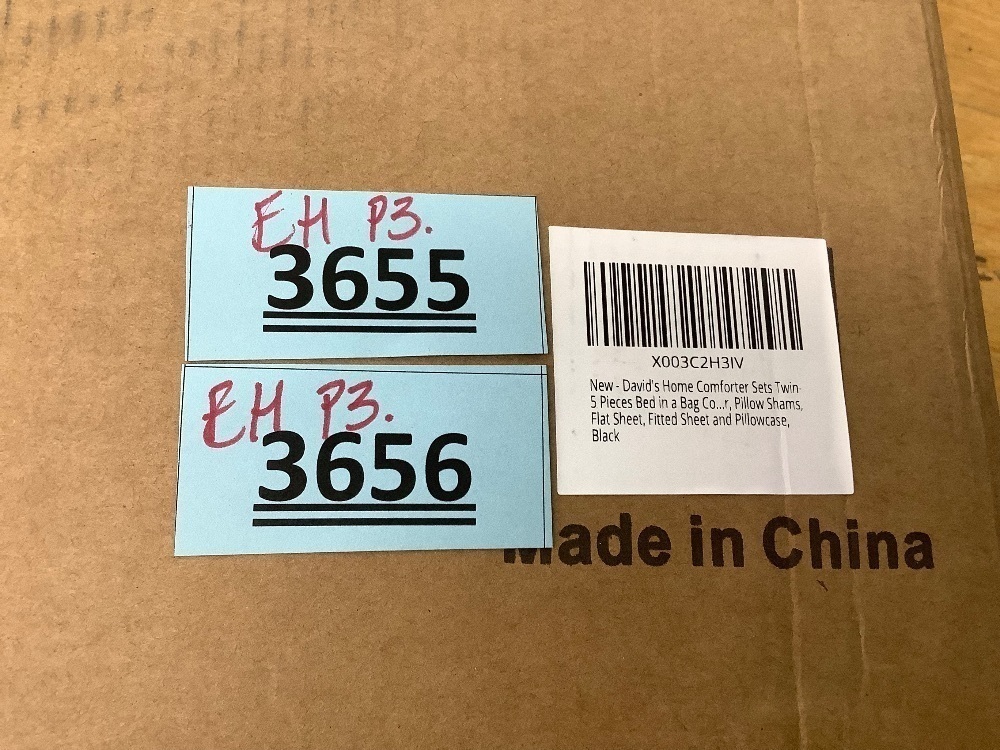 EH P3.
3655
EH P3.
3656
X003C2H3IV
New - David's Home Comforter Sets Twin-
5 Pieces Bed in a Bag Co...r, Pillow Shams,
Flat Sheet, Fitted Sheet and Pillowcase,
Black
Made in China